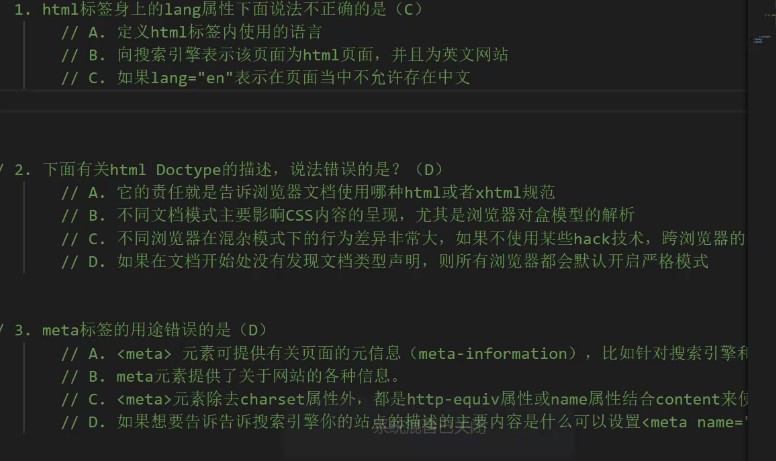 1. html标签身上的lang属性下面说法不正确的是（C）
// A. 定义html标签内使用的语言
// B. 向搜索引擎表示该页面为html页面，并且为英文网站
// C. 如果lang="en"表示在页面当中不允许存在中文
/ 2. 下面有关html Doctype的描述，说法错误的是？（D）
// A. 它的责任就是告诉浏览器文档使用哪种html或者xhtml规范
// B. 不同文档模式主要影响CSS内容的呈现，尤其是浏览器对盒模型的解析
// C. 不同浏览器在混杂模式下的行为差异非常大，如果不使用某些hack技术，跨浏览器的
// D. 如果在文档开始处没有发现文档类型声明，则所有浏览器都会默认开启严格模式
/ 3. meta标签的用途错误的是（D）
// A. <meta> 元素可提供有关页面的元信息（meta-information），比如针对搜索引擎和
// B. meta元素提供了关于网站的各种信息。
// C. <meta>元素除去charset属性外，都是http-equiv属性或name属性结合content来使
// D. 如果想要告诉告诉搜索引擎你的站点的描述的主要内容是什么可以设置<meta name="
系统混音已关闭